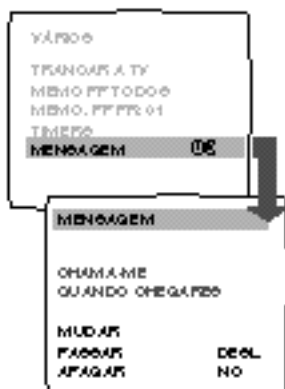 VÁRIOS
TRANCAR A TV
MEMO PP TODOS
MEMO. PP PR 01
TIMERS
MENSAGEM OK
MENSAGEM
CHAMA-ME
QUANDO CHEGARES
MUDAR
PASSAR DESL.
APAGAR NO